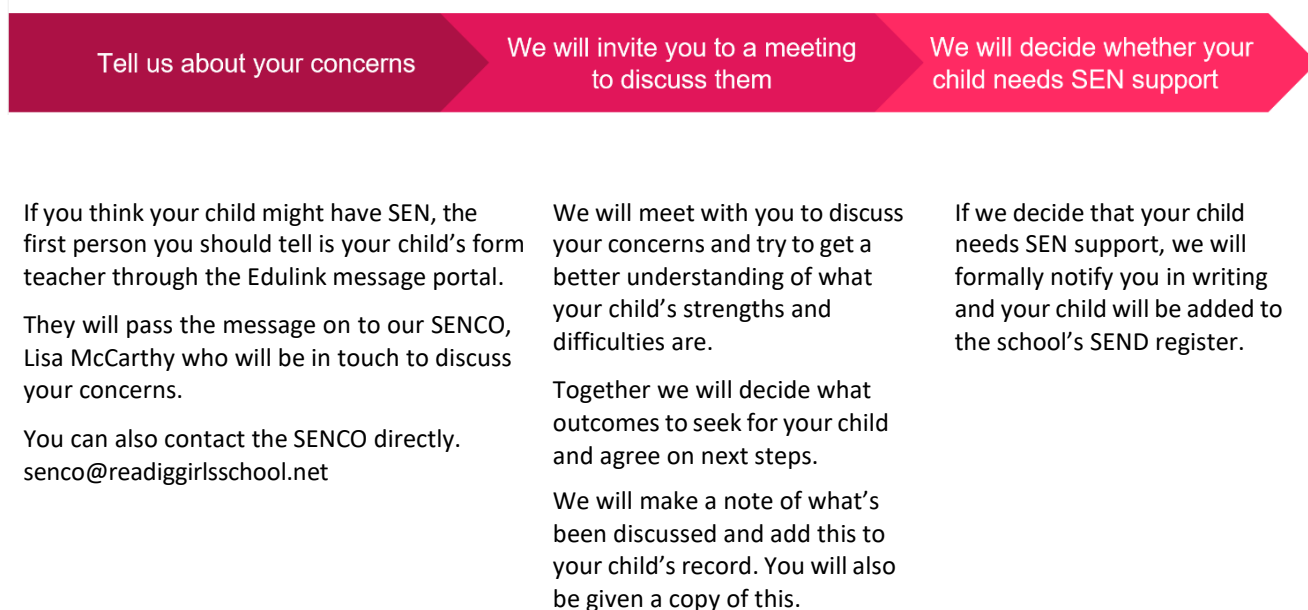 Tell us about your concerns
We will invite you to a meeting
to discuss them
We will decide whether your
child needs SEN support
If you think your child might have SEN, the
first person you should tell is your child’s form
teacher through the Edulink message portal.
They will pass the message on to our SENCO,
Lisa McCarthy who will be in touch to discuss
your concerns.
You can also contact the SENCO directly.
senco@readiggirlsschool.net
We will meet with you to discuss
your concerns and try to get a
better understanding of what
your child’s strengths and
difficulties are.
Together we will decide what
outcomes to seek for your child
and agree on next steps.
We will make a note of what’s
been discussed and add this to
your child’s record. You will also
be given a copy of this.
If we decide that your child
needs SEN support, we will
formally notify you in writing
and your child will be added to
the school’s SEND register.